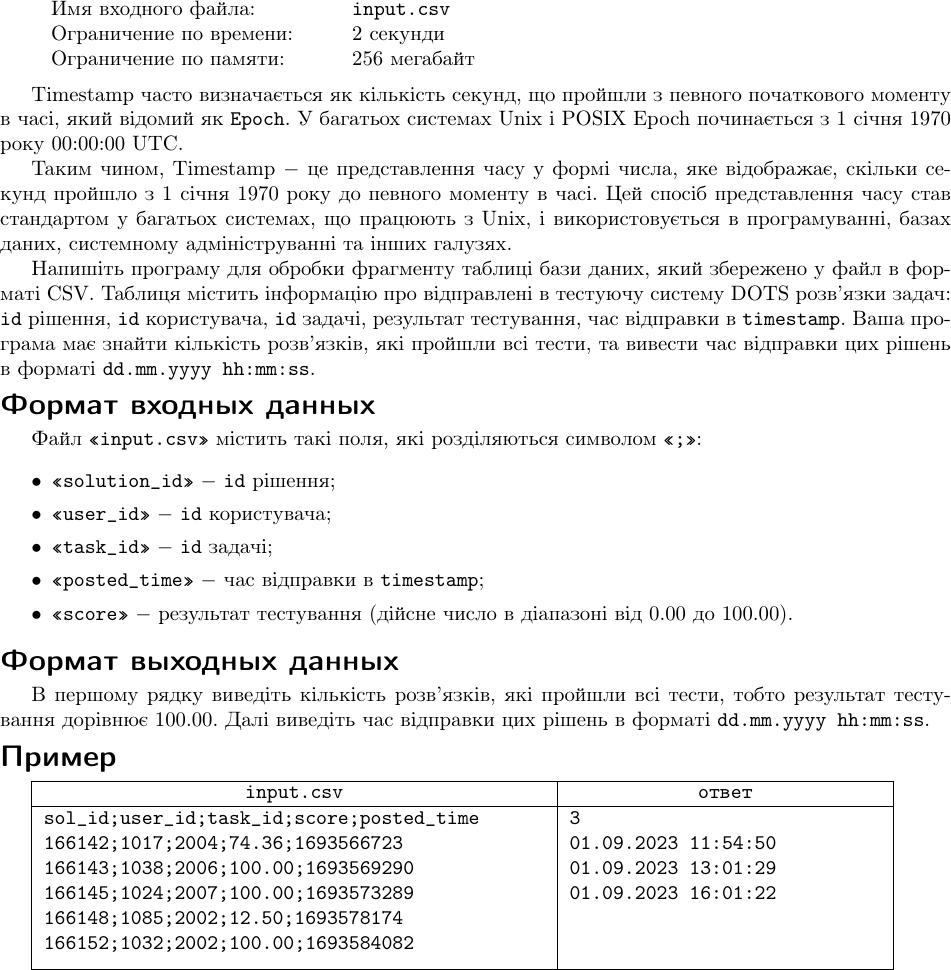 Имя входного файла: input.csv
Ограничение по времени: 2 секунди
Ограничение по памяти: 256 мегабайт
Timestamp часто визначається як кількість секунд, що пройшли з певного початкового моменту
в часі, який відомий як Epoch. У багатьох системах Unix і POSIX Epoch починається з 1 січня 1970
року 00:00:00 UTC.
Таким чином, Timestamp – це представлення часу у формі числа, яке відображає, скільки се-
кунд пройшло з 1 січня 1970 року до певного моменту в часі. Цей спосіб представлення часу став
стандартом у багатьох системах, що працюють з Unix, і використовується в програмуванні, базах
даних, системному адмініструванні та інших галузях.
Напишіть програму для обробки фрагменту таблиці бази даних, який збережено у файл в фор-
маті CSV. Таблиця містить інформацію про відправлені в тестуючу систему DOTS розв'язки задач:
id рішення, id користувача, id задачі, результат тестування, час відправки в timestamp. Ваша про-
грама має знайти кількість розв'язків, які пройшли всі тести, та вивести час відправки цих рішень
в форматі dd.mm.yyyy hh:mm:ss.
Формат входных данных
Файл «input.csv» містить такі поля, які розділяються символом «;»:
• «solution_id» – id рішення;
• «user_id» – id користувача;
• «task_id» – id задачі;
• «posted_time» – час відправки в timestamp;
• «score» – результат тестування (дійсне число в діапазоні від 0.00 до 100.00).
Формат выходных данных
В першому рядку виведіть кількість розв'язків, які пройшли всі тести, тобто результат тесту-
вання дорівнює 100.00. Далі виведіть час відправки цих рішень в форматі dd.mm.yyyy hh:mm:ss.
Пример
input.csv ответ
sol_id;user_id;task_id;score;posted_time 3
166142;1017;2004;74.36;1693566723 01.09.2023 11:54:50
166143;1038;2006;100.00;1693569290 01.09.2023 13:01:29
166145;1024;2007;100.00;1693573289 01.09.2023 16:01:22
166148;1085;2002;12.50;1693578174
166152;1032;2002;100.00;1693584082